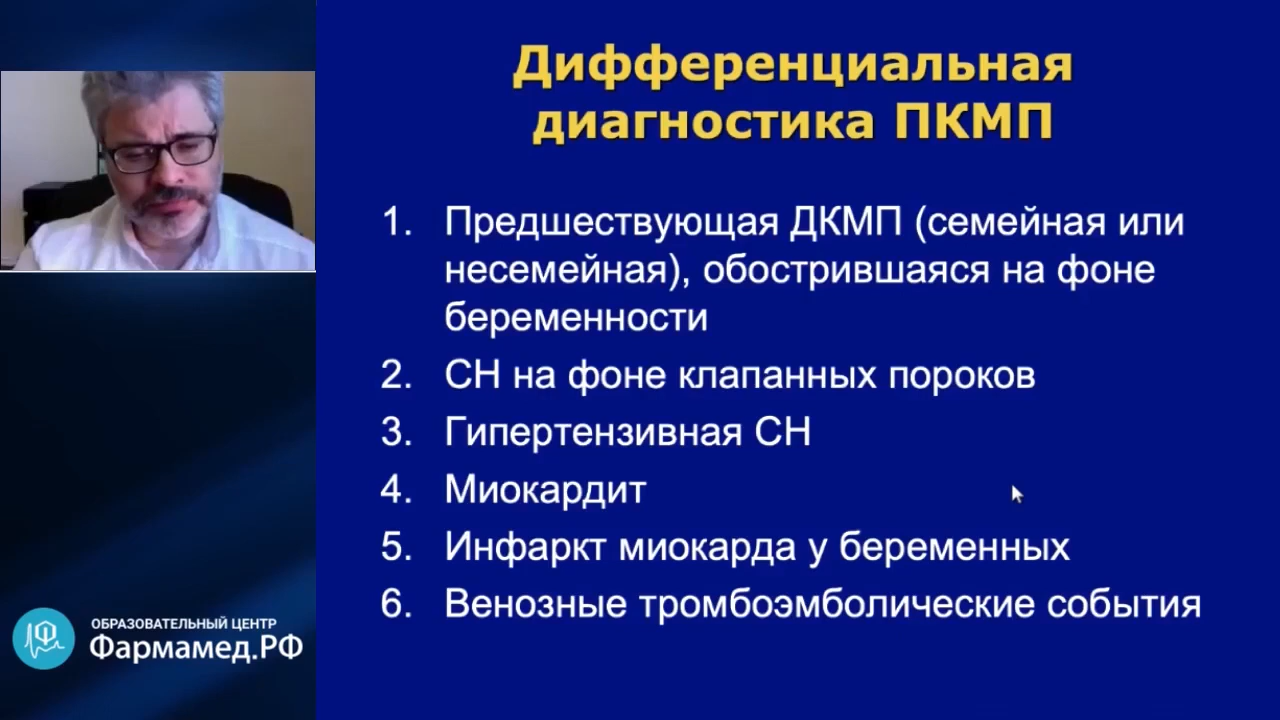 Дифференциальная
диагностика ПКМП
1. Предшествующая ДКМП (семейная или
несемейная), обострившаяся на фоне
беременности
2. СН на фоне клапанных пороков
3. Гипертензивная СН
4. Миокардит
5. Инфаркт миокарда у беременных
6. Венозные тромбоэмболические события
ОБРАЗОВАТЕЛЬНЫЙ ЦЕНТР
Фармамед.РФ